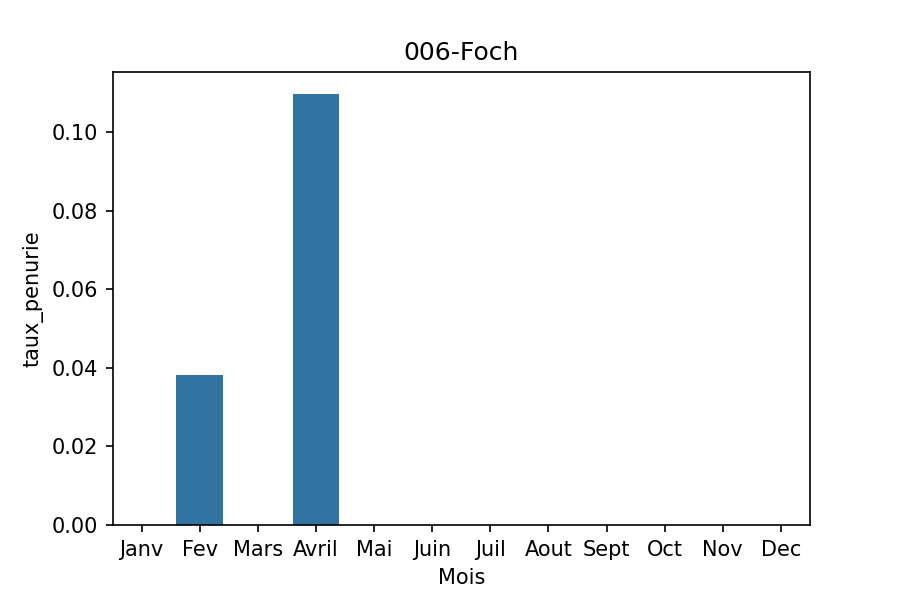 006-Foch
taux_penurie
0.10
0.08
0.06
0.04
0.02
0.00
Janv Fev Mars Avril Mai Juin Juil Aout Sept Oct Nov Dec
Mois